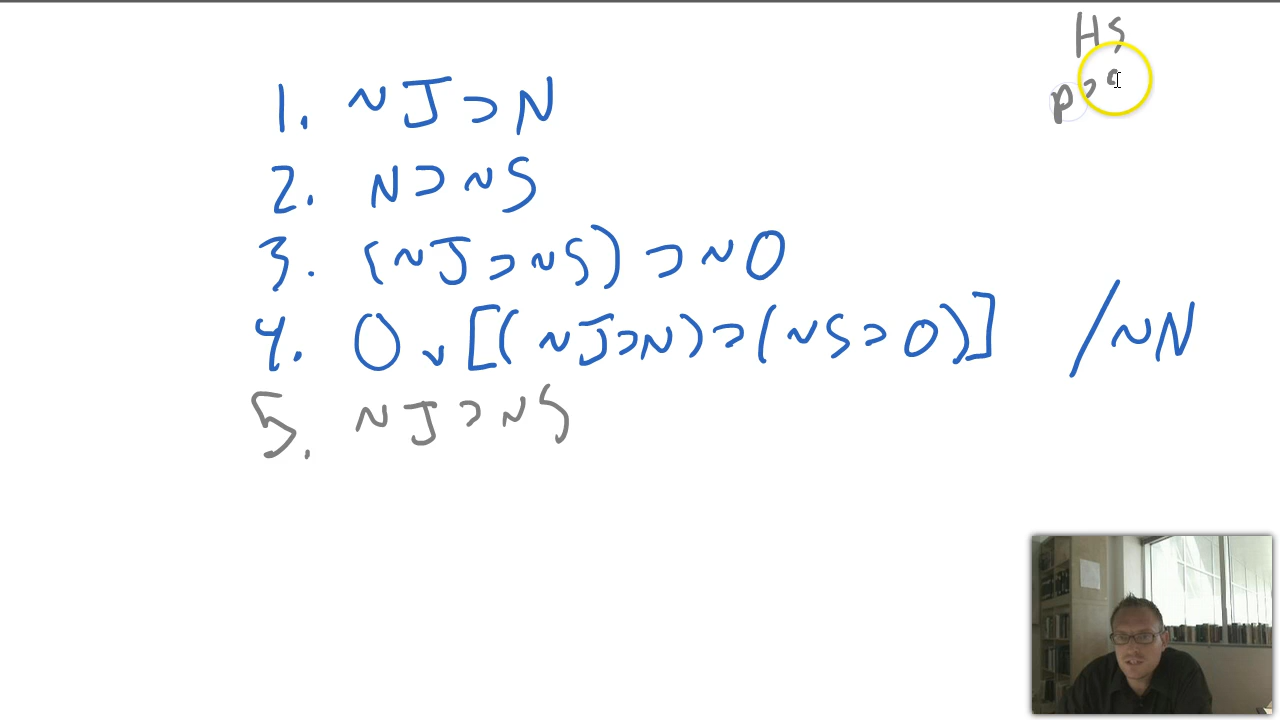 HS
p ⊃
1. ~J ⊃ N
2. N ⊃ ~S
3. (~J ⊃ ~S) ⊃ ~O
4. O v [(~J ⊃ N) ⊃ (~S ⊃ O)] / ~N
5. ~J ⊃ ~S